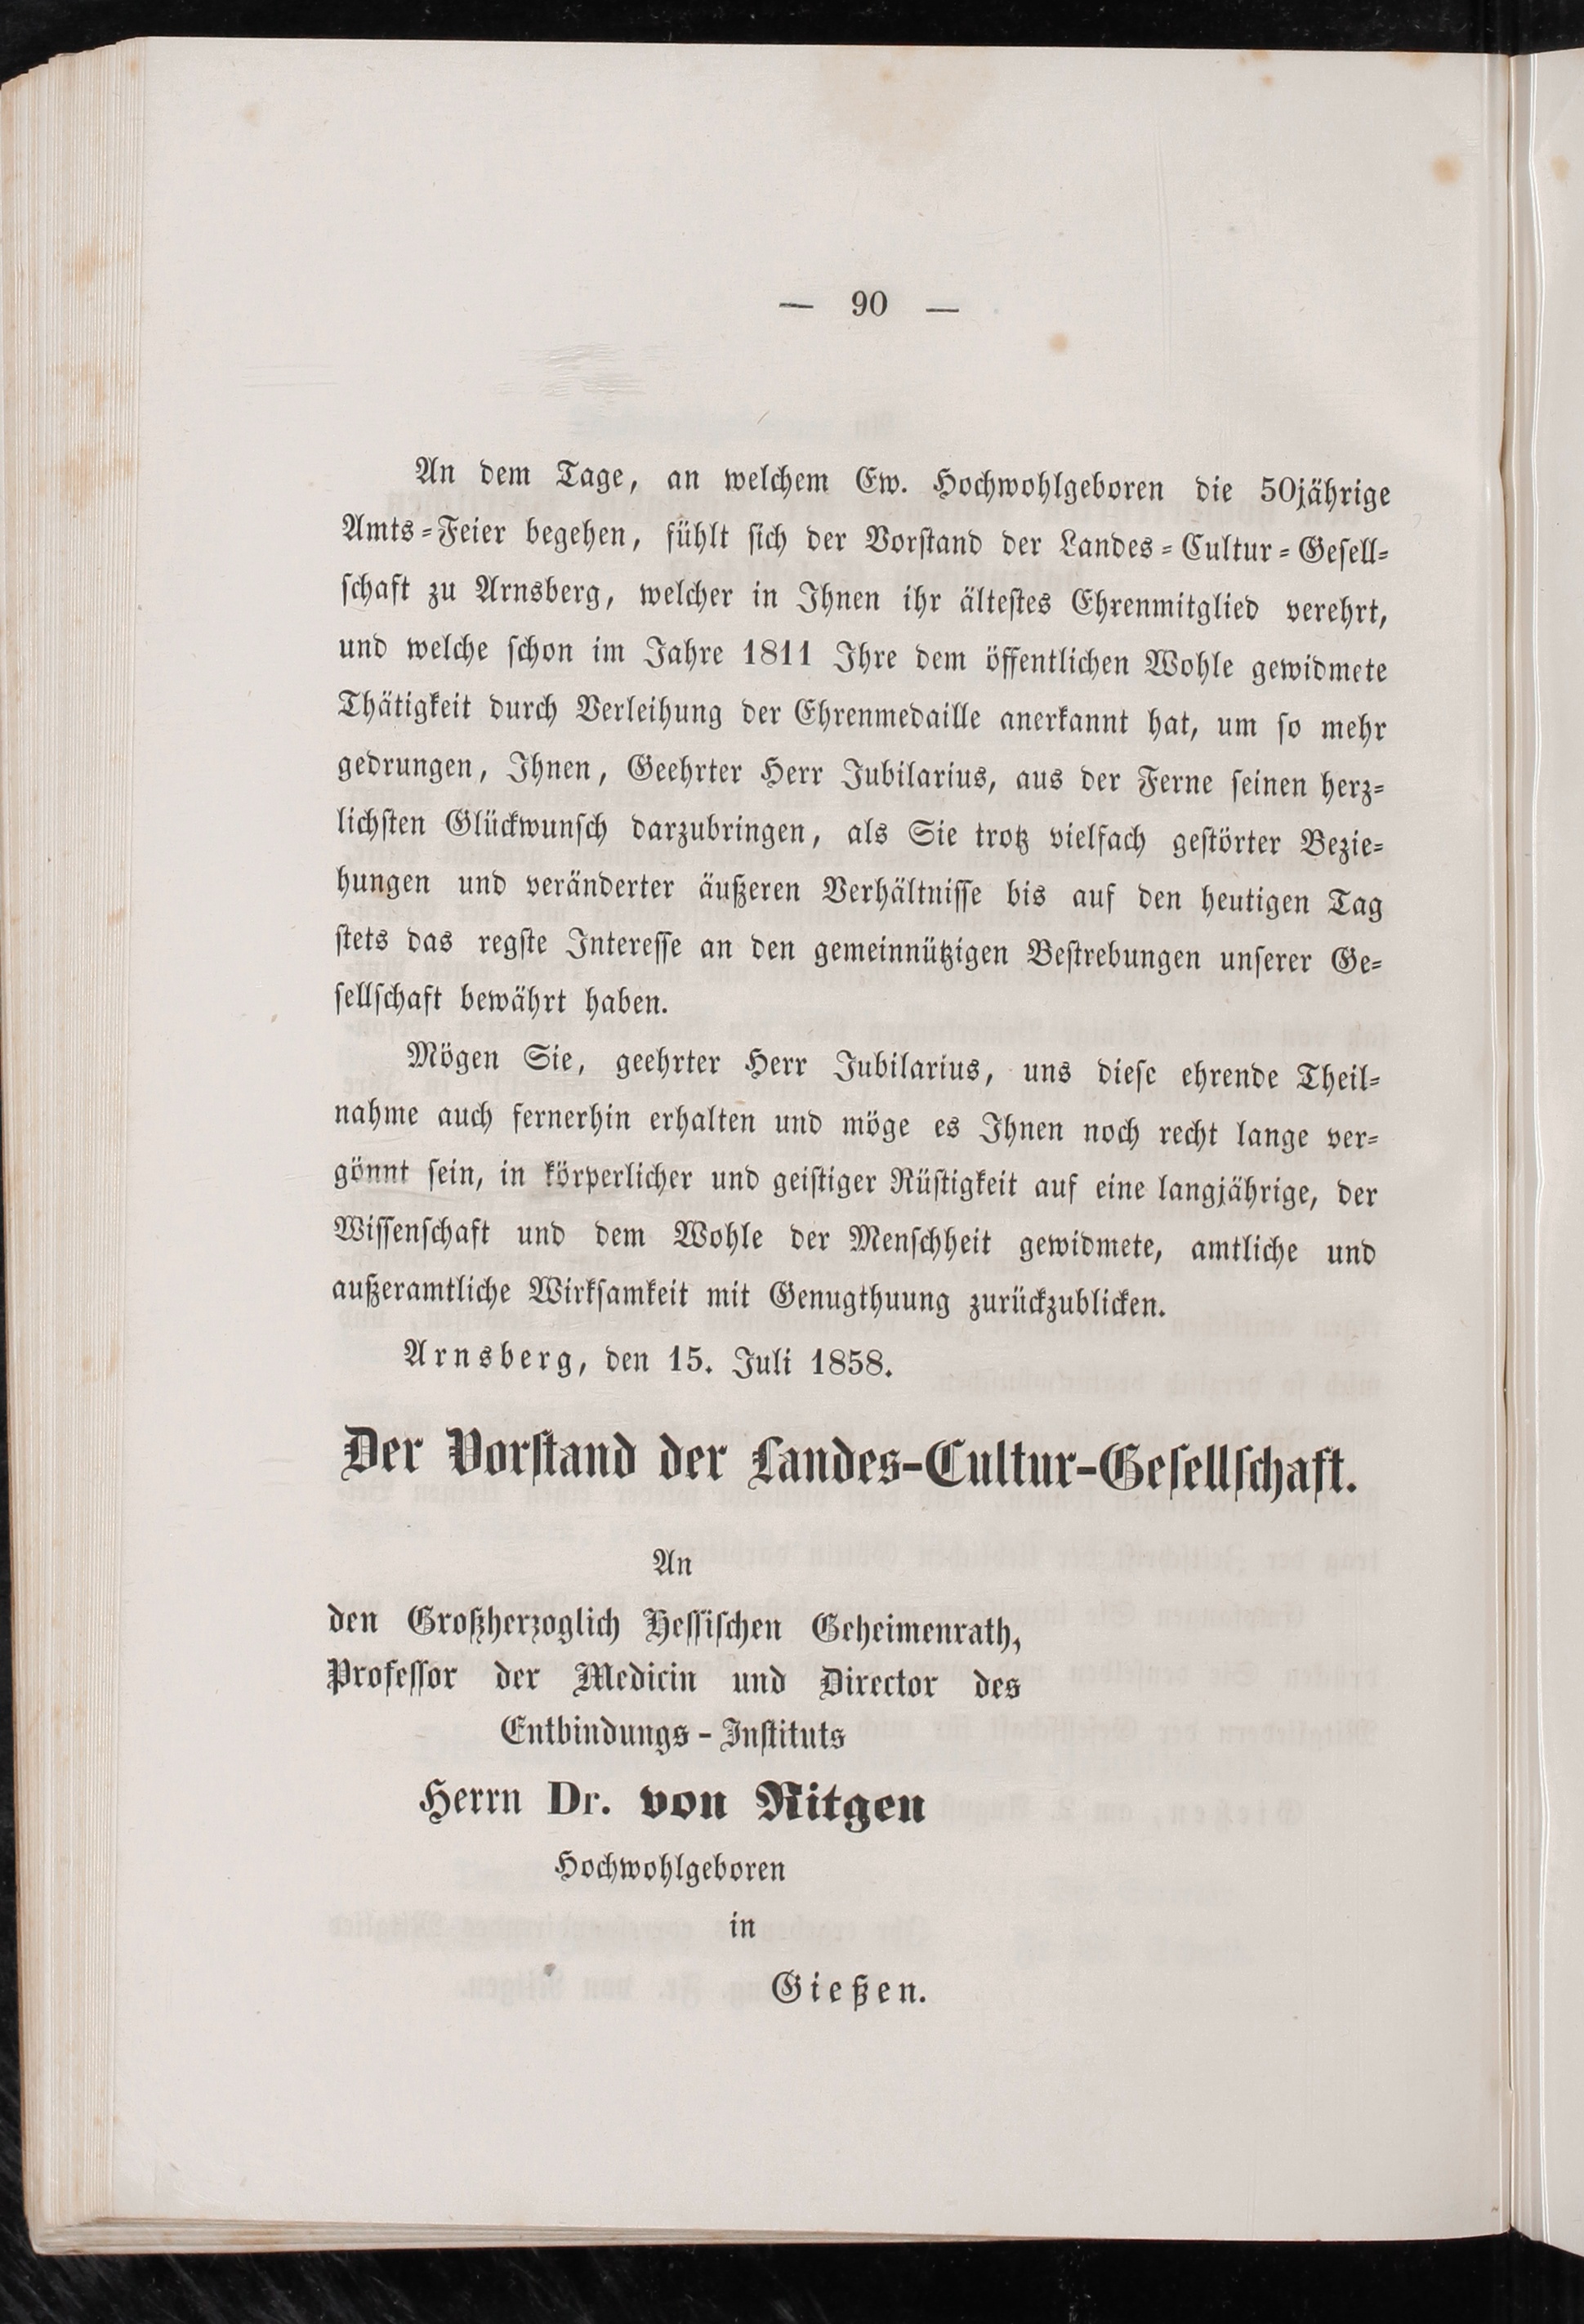 — 90 —
An dem Tage, an welchem Ew. Hochwohlgeboren die 50jährige
Amts-Feier begehen, fühlt sich der Vorstand der Landes-Cultur-Gesell-
schaft zu Arnsberg, welcher in Ihnen ihr ältestes Ehrenmitglied verehrt,
und welche schon im Jahre 1811 Ihre dem öffentlichen Wohle gewidmete
Thätigkeit durch Verleihung der Ehrenmedaille anerkannt hat, um so mehr
gedrungen, Ihnen, Geehrter Herr Jubilarius, aus der Ferne seinen herz-
lichsten Glückwunsch darzubringen, als Sie trotz vielfach gestörter Bezie-
hungen und veränderter äußeren Verhältnisse bis auf den heutigen Tag
stets das regste Interesse an den gemeinnützigen Bestrebungen unserer Ge-
sellschaft bewährt haben.
Mögen Sie, geehrter Herr Jubilarius, uns diese ehrende Theil-
nahme auch fernerhin erhalten und möge es Ihnen noch recht lange ver-
gönnt sein, in körperlicher und geistiger Rüstigkeit auf eine langjährige, der
Wissenschaft und dem Wohle der Menschheit gewidmete, amtliche und
außeramtliche Wirksamkeit mit Genugthuung zurückzublicken.
Arnsberg, den 15. Juli 1858.
Der Vorstand der Landes-Cultur-Gesellschaft.
An
den Großherzoglich Hessischen Geheimenrath,
Professor der Medicin und Director des
Entbindungs-Instituts
Herrn Dr. von Ritgen
Hochwohlgeboren
in
Gießen.